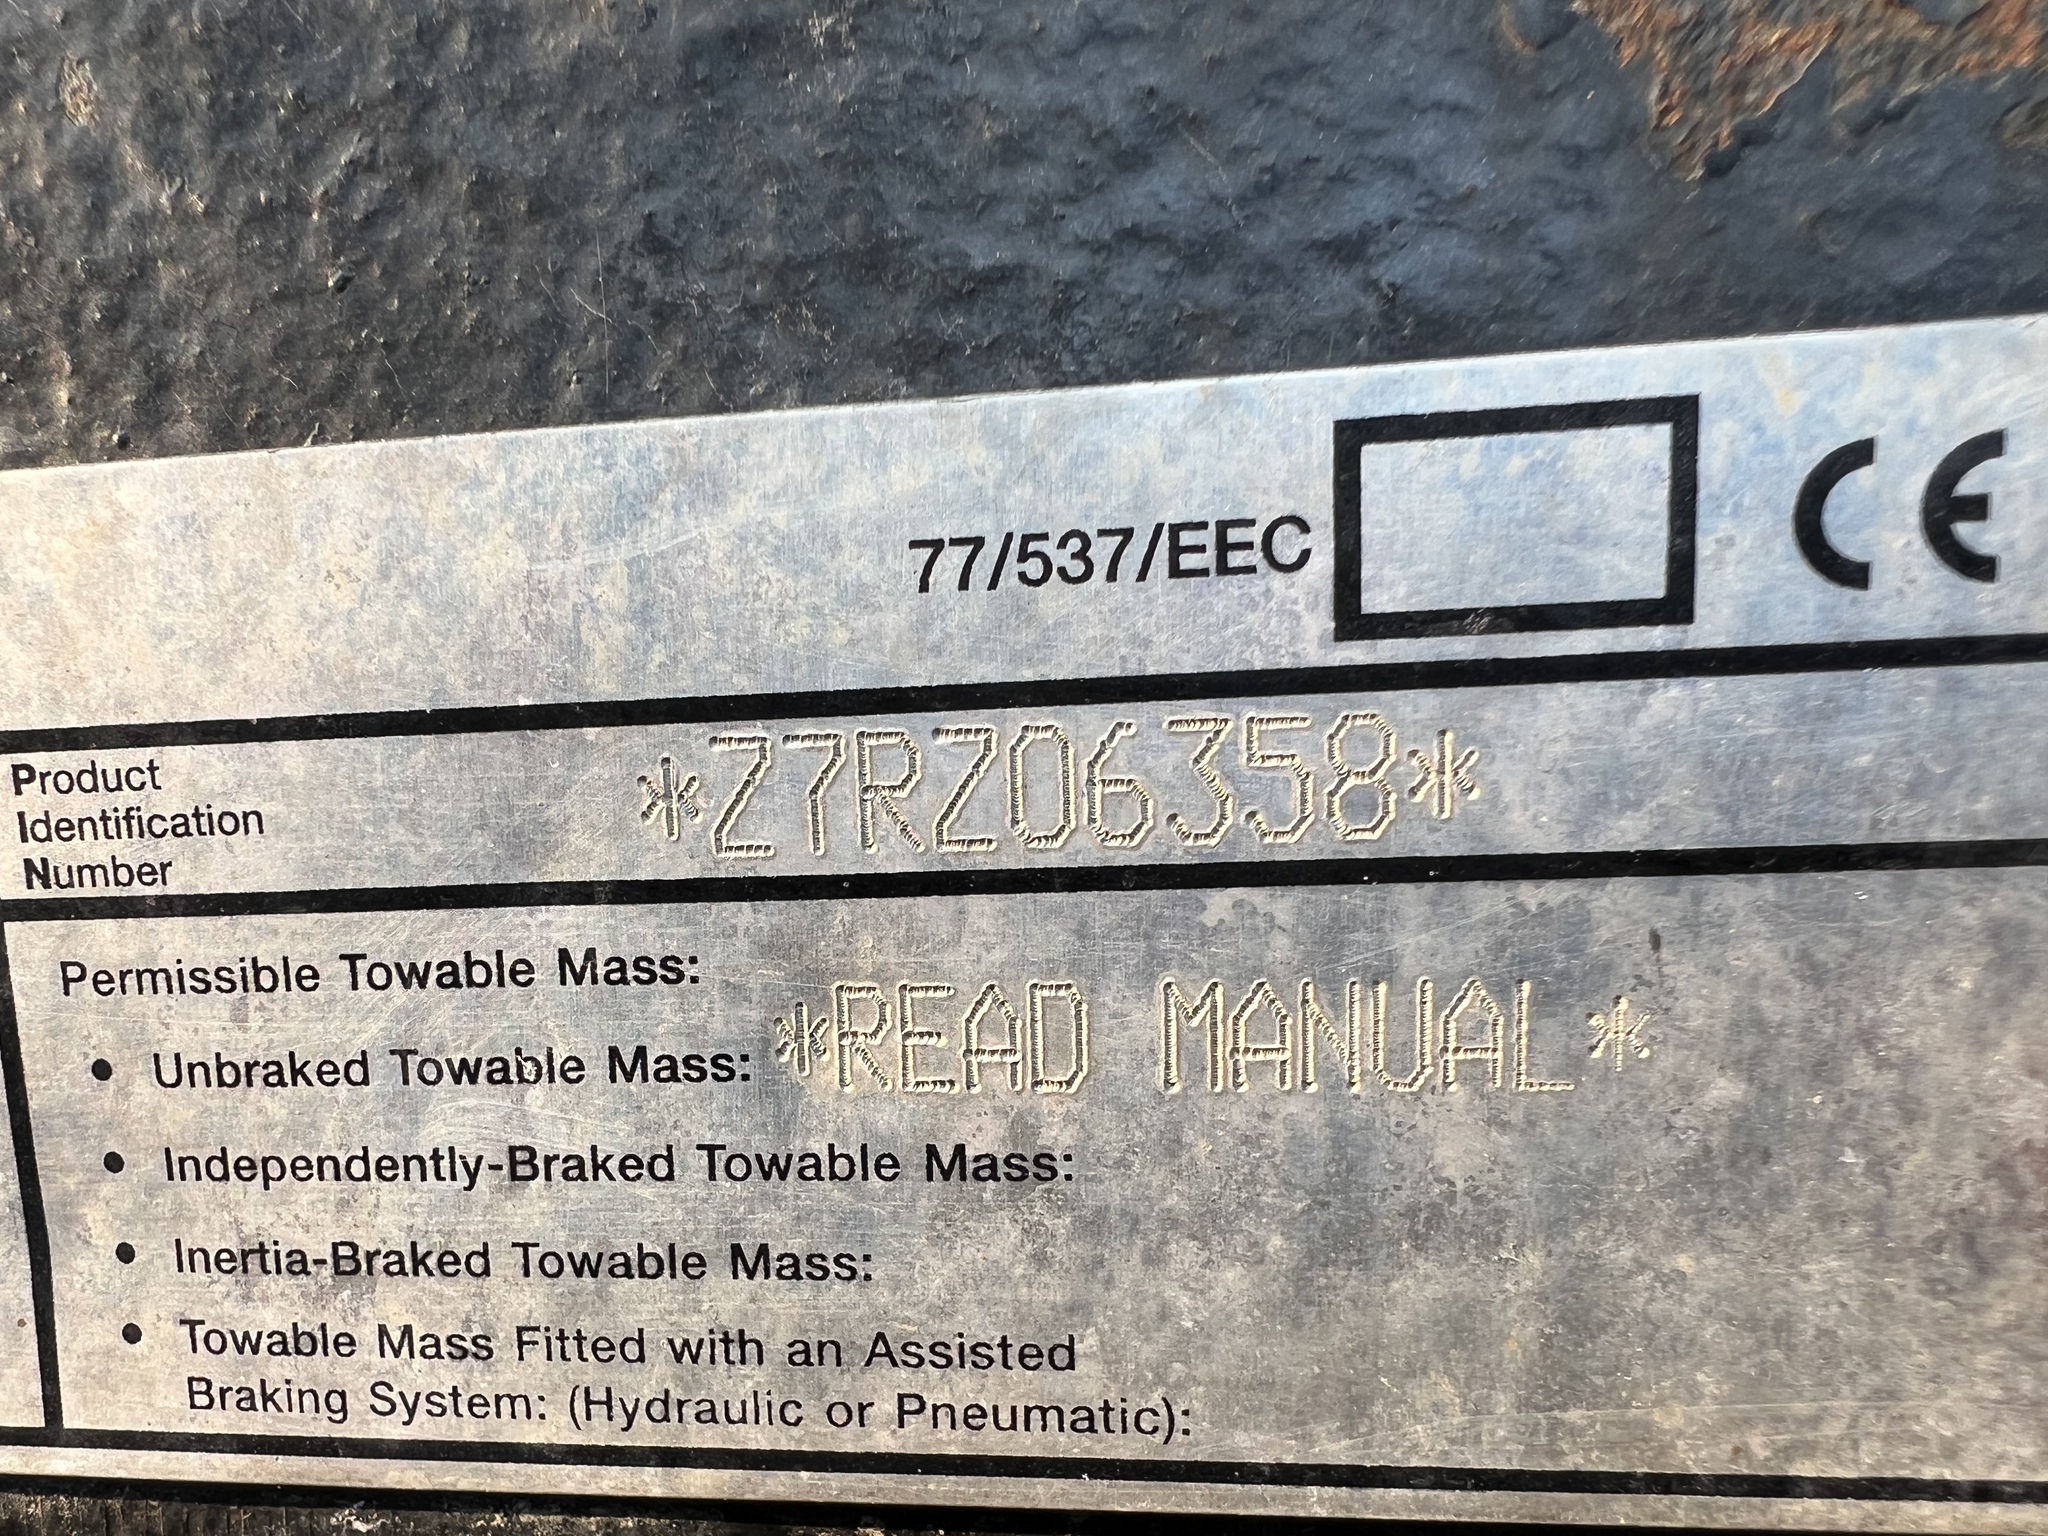 77/537/EEC CE
Product
Identification
Number
*Z7RZ06358*
Permissible Towable Mass:
• Unbraked Towable Mass: *READ MANUAL*
• Independently-Braked Towable Mass:
• Inertia-Braked Towable Mass:
• Towable Mass Fitted with an Assisted
Braking System: (Hydraulic or Pneumatic):